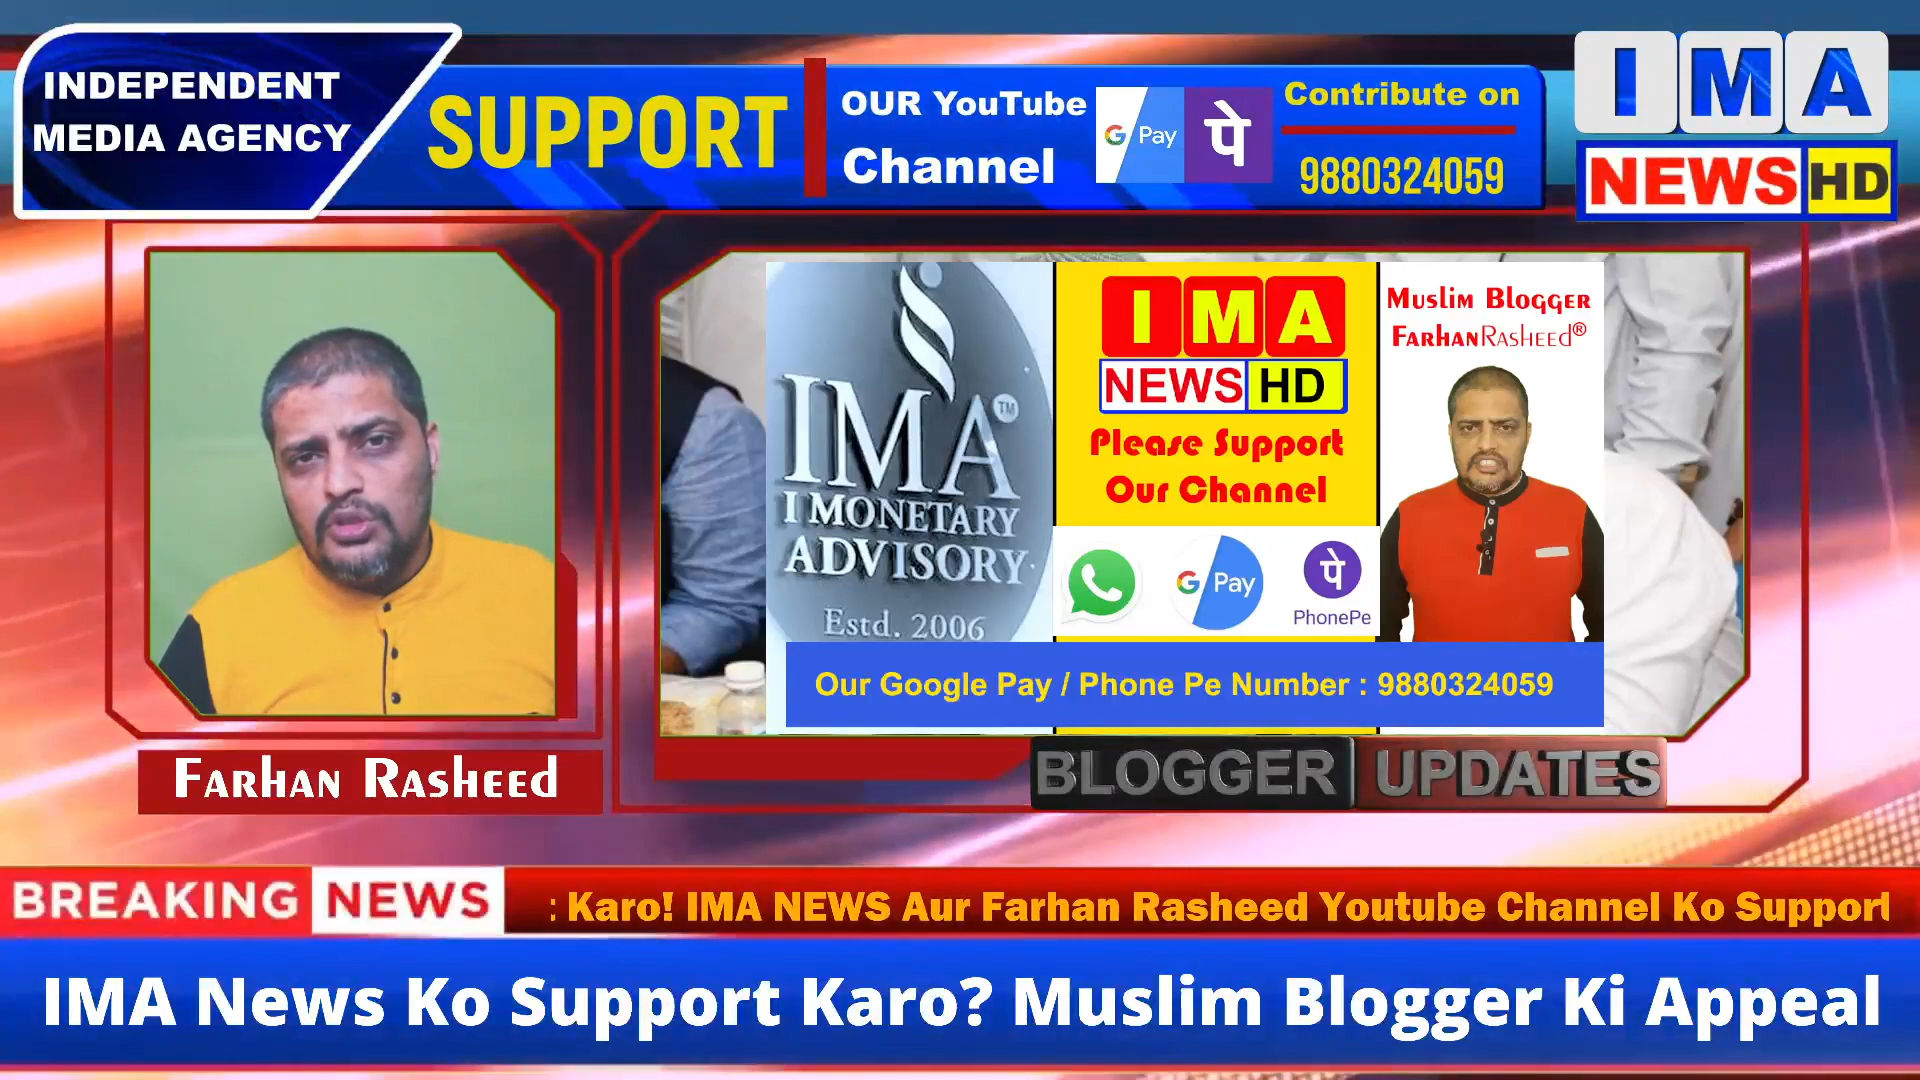 INDEPENDENT
MEDIA AGENCY
SUPPORT
OUR YouTube
Channel
G Pay
पे
Contribute on
9880324059
IMA
NEWS HD
IMA
TM
I MONETARY
ADVISORY
Estd. 2006
IMA
NEWS HD
Please Support
Our Channel
G Pay
पे
PhonePe
Muslim Blogger
FARHANRASHEED®
Our Google Pay / Phone Pe Number : 9880324059
FARHAN RASHEED
BLOGGER UPDATES
BREAKING NEWS
: Karo! IMA NEWS Aur Farhan Rasheed Youtube Channel Ko Support
IMA News Ko Support Karo? Muslim Blogger Ki Appeal